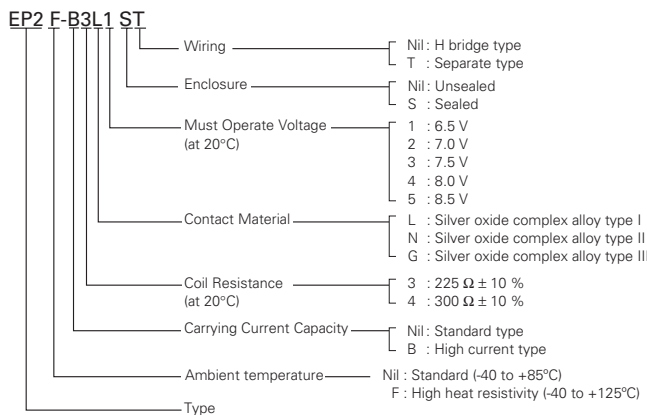 EP2 F-B3L1 ST
Wiring
Nil : H bridge type
T : Separate type
Enclosure
Nil : Unsealed
S : Sealed
Must Operate Voltage
(at 20°C)
1 : 6.5 V
2 : 7.0 V
3 : 7.5 V
4 : 8.0 V
5 : 8.5 V
Contact Material
L : Silver oxide complex alloy type I
N : Silver oxide complex alloy type II
G : Silver oxide complex alloy type III
Coil Resistance
(at 20°C)
3 : 225 Ω ± 10 %
4 : 300 Ω ± 10 %
Carrying Current Capacity
Nil : Standard type
B : High current type
Ambient temperature
Nil : Standard (-40 to +85ºC)
F : High heat resistivity (-40 to +125ºC)
Type